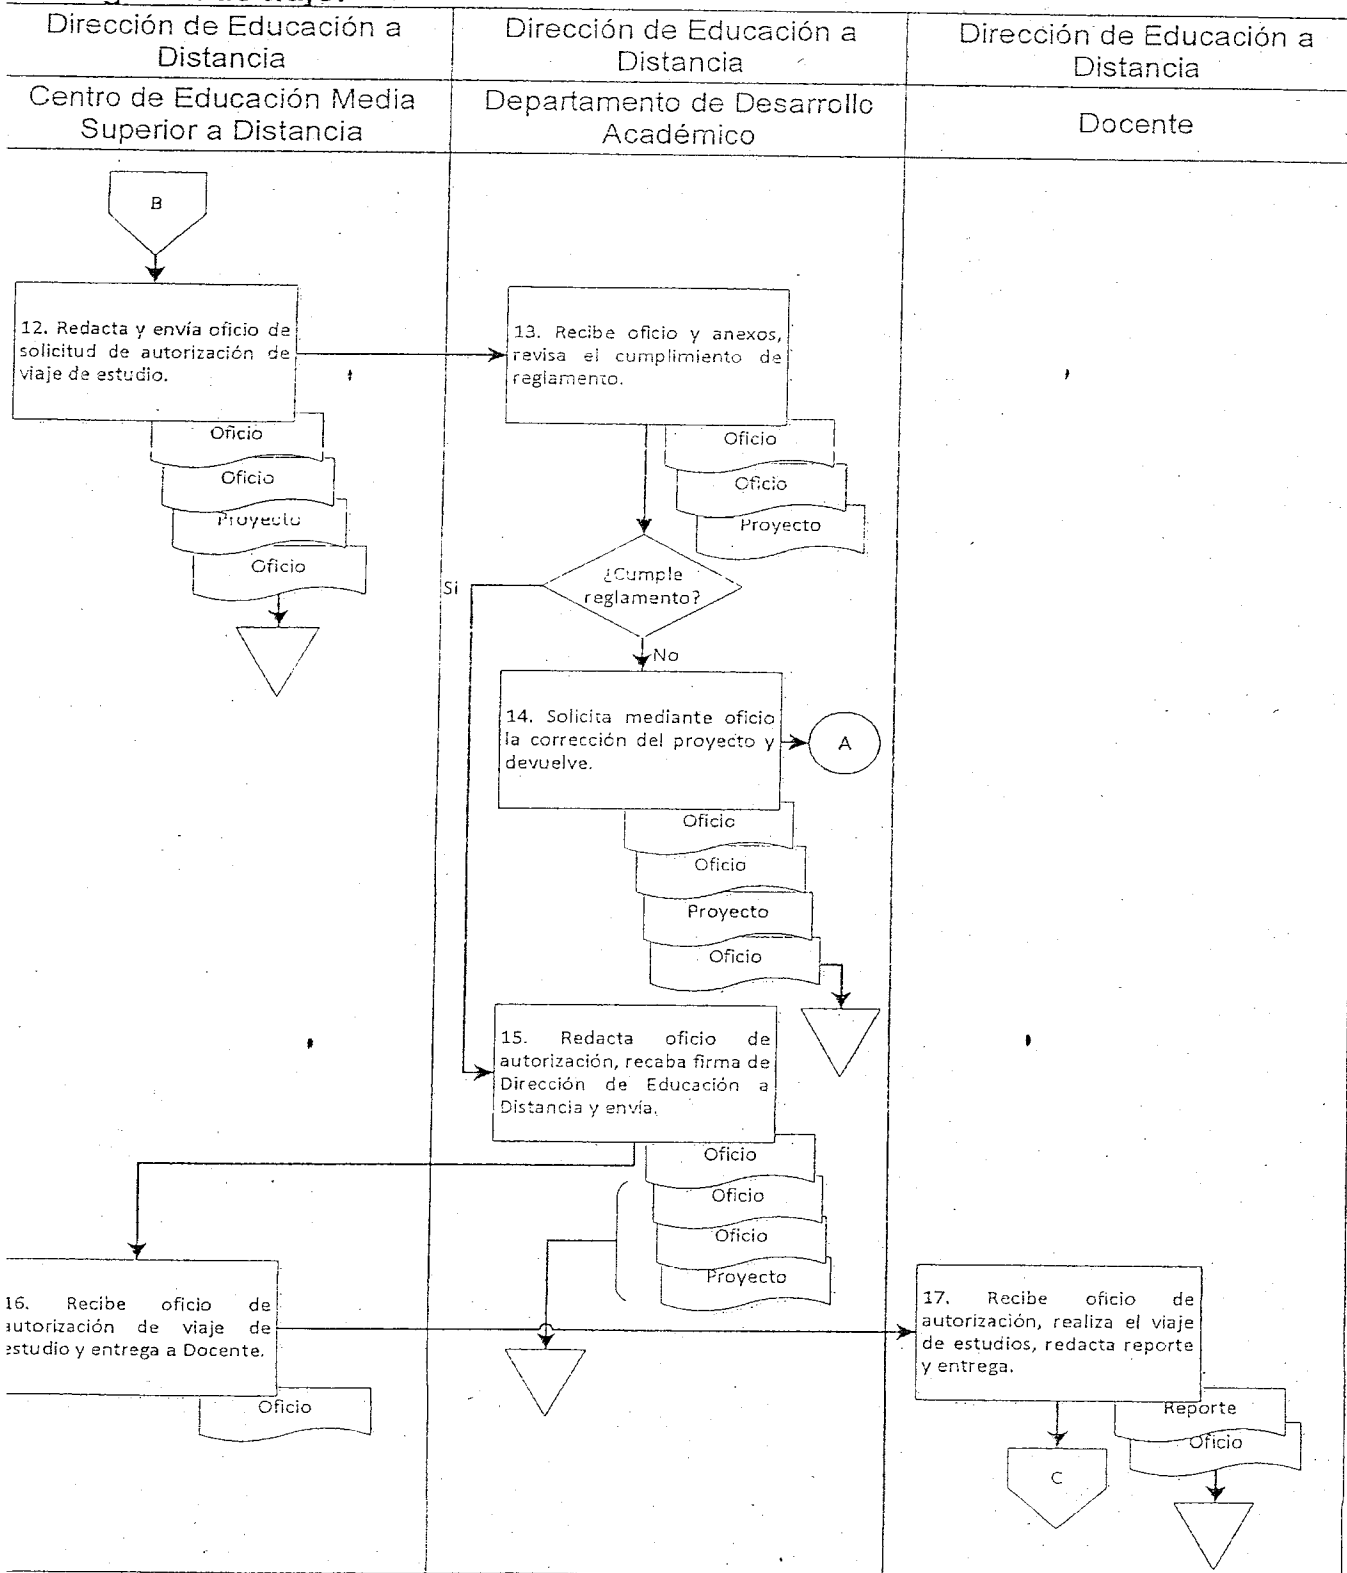 Dirección de Educación a
Distancia
Dirección de Educación a
Distancia
Dirección de Educación a
Distancia
Centro de Educación Media
Superior a Distancia
Departamento de Desarrollo
Académico
Docente
B
12. Redacta y envía oficio de
solicitud de autorización de
viaje de estudio.
Oficio
Oficio
Proyecto
Oficio
13. Recibe oficio y anexos,
revisa el cumplimiento de
reglamento.
Oficio
Oficio
Proyecto
¿Cumple
reglamento?
Sí
No
14. Solicita mediante oficio
la corrección del proyecto y
devuelve.
A
Oficio
Oficio
Proyecto
Oficio
15. Redacta oficio de
autorización, recaba firma de
Dirección de Educación a
Distancia y envía.
Oficio
Oficio
Oficio
Proyecto
16. Recibe oficio de
autorización de viaje de
estudio y entrega a Docente.
Oficio
17. Recibe oficio de
autorización, realiza el viaje
de estudios, redacta reporte
y entrega.
Reporte
Oficio
C